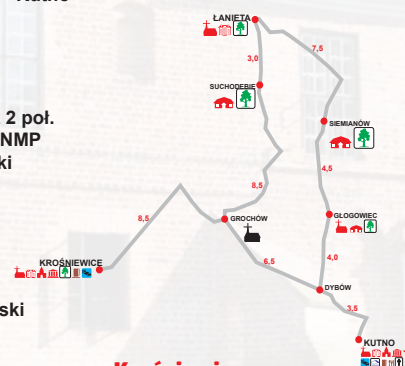 ŁANIĘTA
7,5
3,0
SUCHODĘBIE
2 poł.
SIEMIANÓW
NMP
ki
4,5
8,5
8,5
GROCHÓW
GŁOGOWIEC
KROŚNIEWICE
6,5
4,0
DYBÓW
ski
3,5
KUTNO